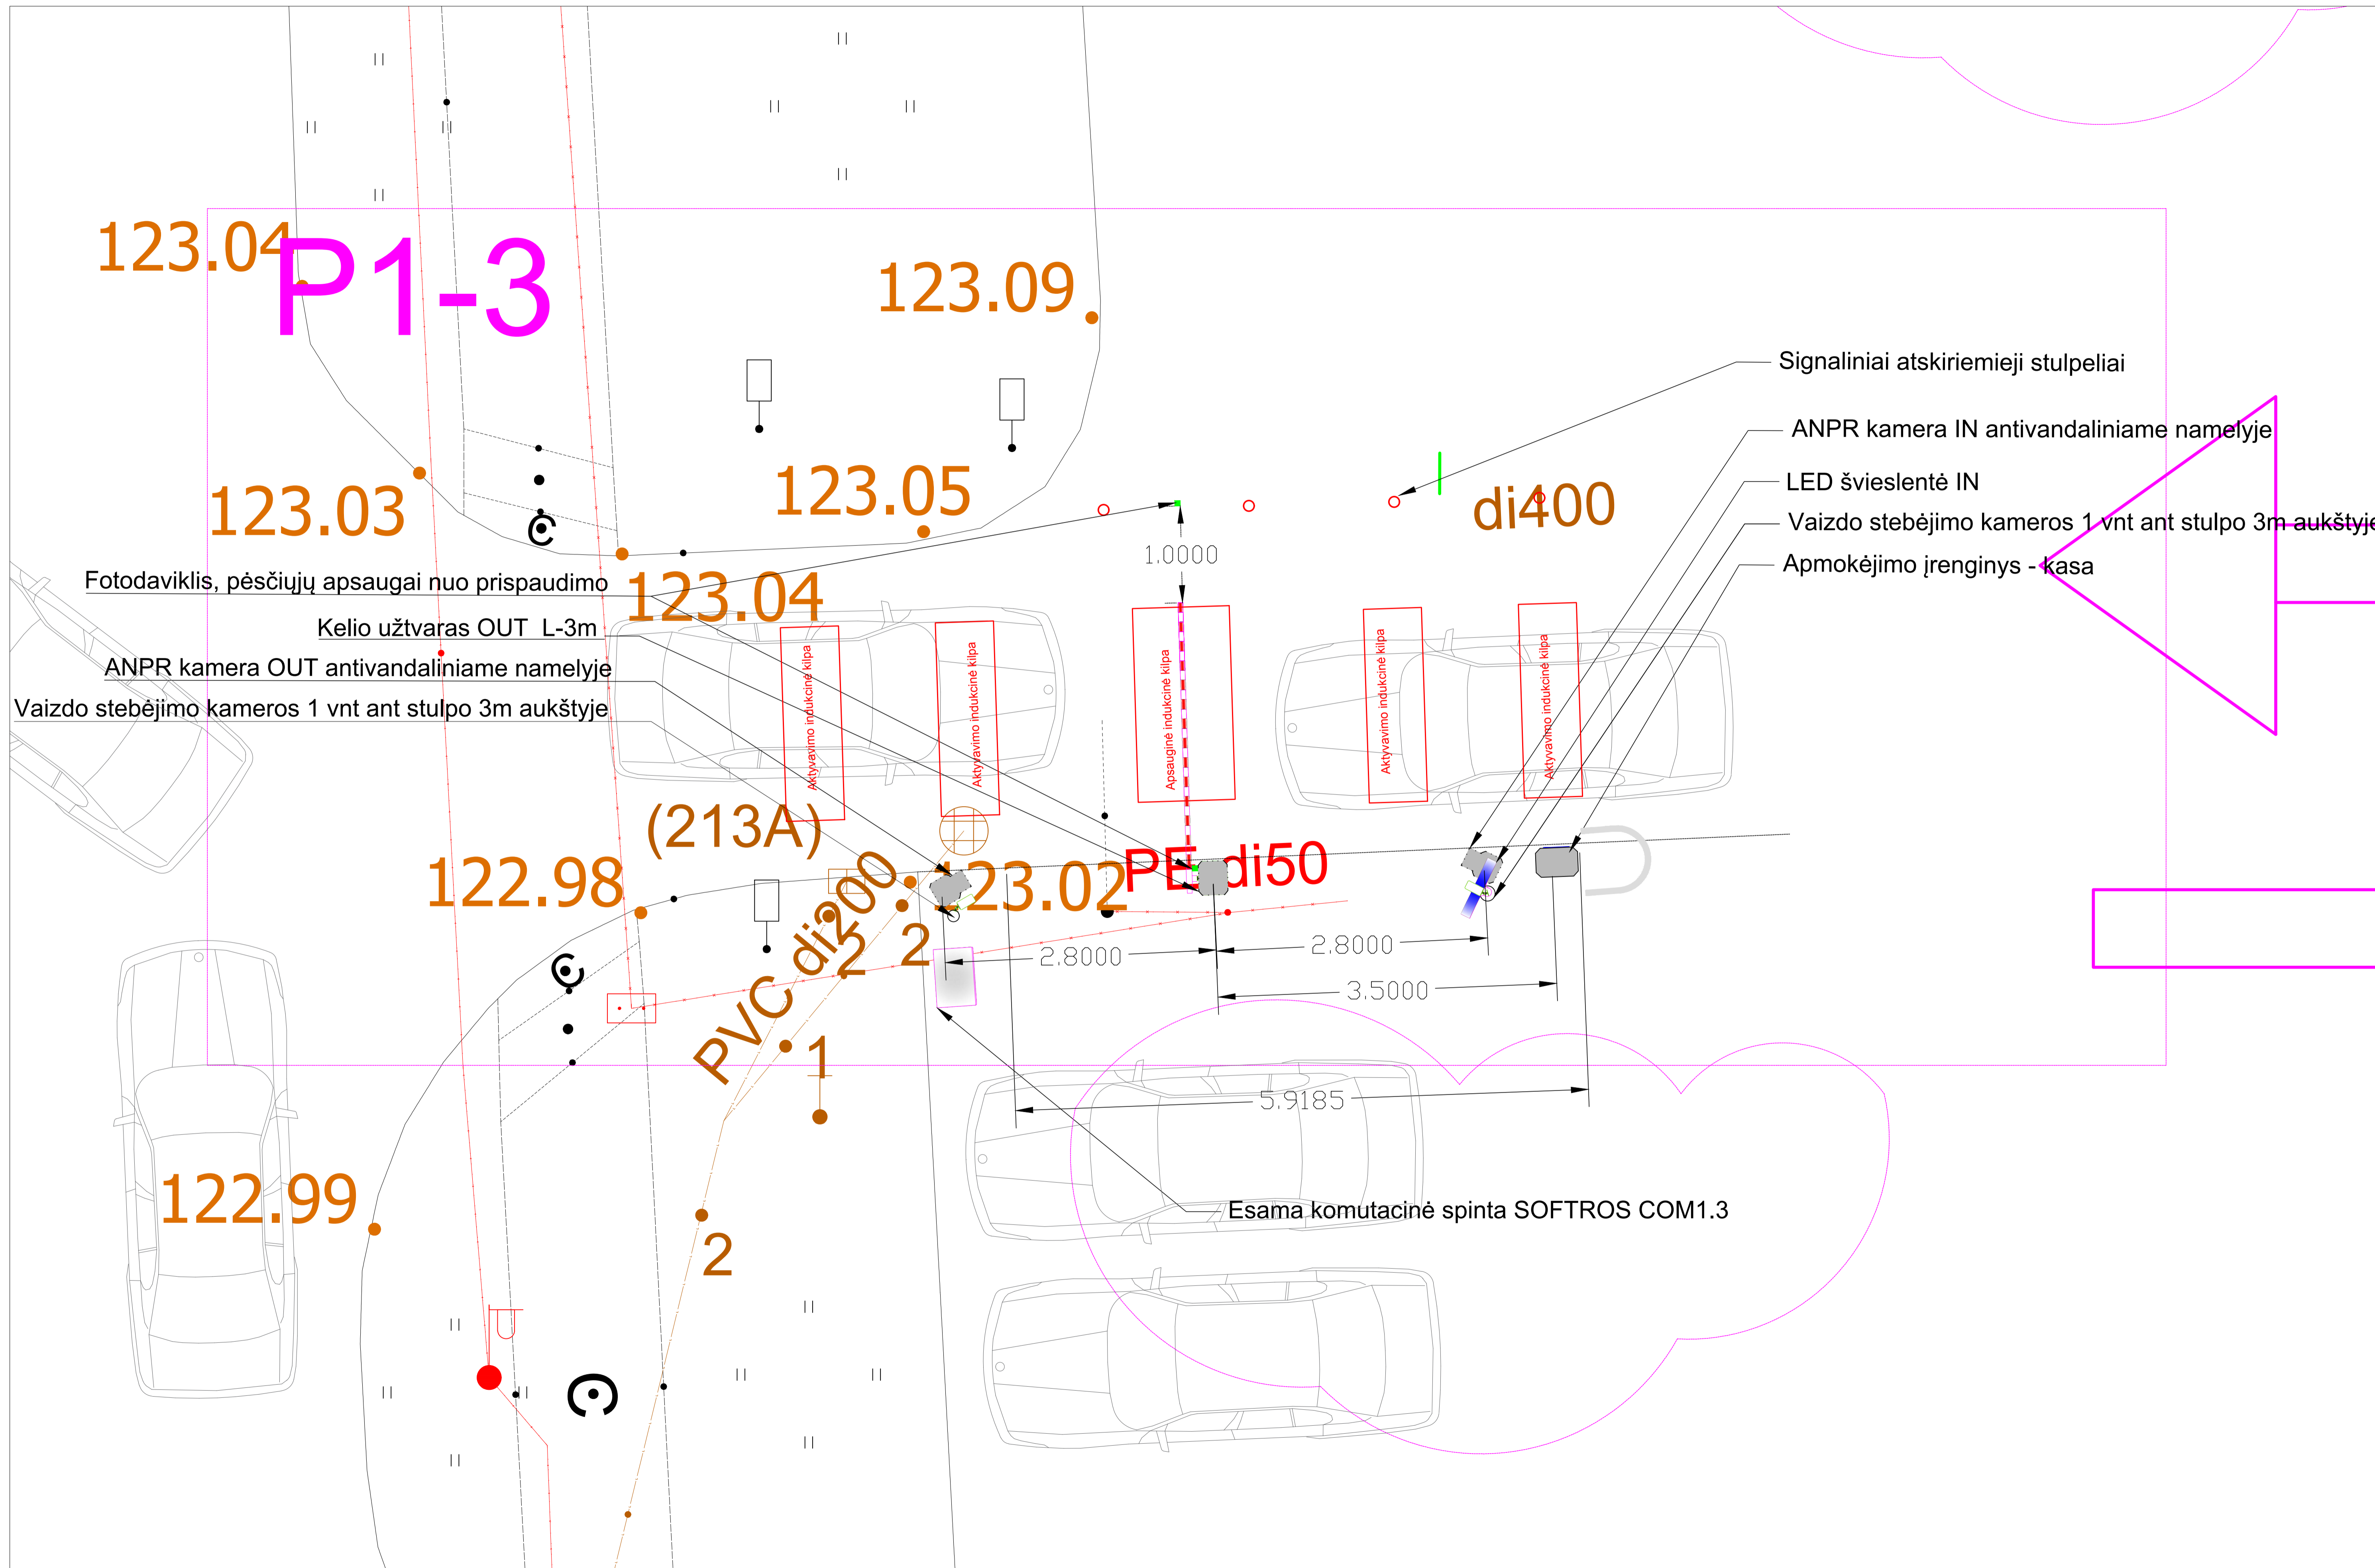 123.04
P1-3
123.09
Signaliniai atskiriemieji stulpeliai
ANPR kamera IN antivandaliniame namelyje
123.03
123.05
LED švieslentė IN
di400
Vaizdo stebėjimo kameros 1 vnt ant stulpo 3m aukštyje
1.0000
Apmokėjimo įrenginys - kasa
Fotodaviklis, pėsčiųjų apsaugai nuo prispaudimo
123.04
Kelio užtvaras OUT L-3m
ANPR kamera OUT antivandaliniame namelyje
Vaizdo stebėjimo kameros 1 vnt ant stulpo 3m aukštyje
Aktyvavimo indukcinė kilpa
Aktyvavimo indukcinė kilpa
Apsauginė indukcinė kilpa
Aktyvavimo indukcinė kilpa
Aktyvavimo indukcinė kilpa
(213A)
122.98
123.02
PE di50
PVC di200
2
2
2.8000
2.8000
3.5000
1
5.9185
122.99
Esama komutacinė spinta SOFTROS COM1.3
2